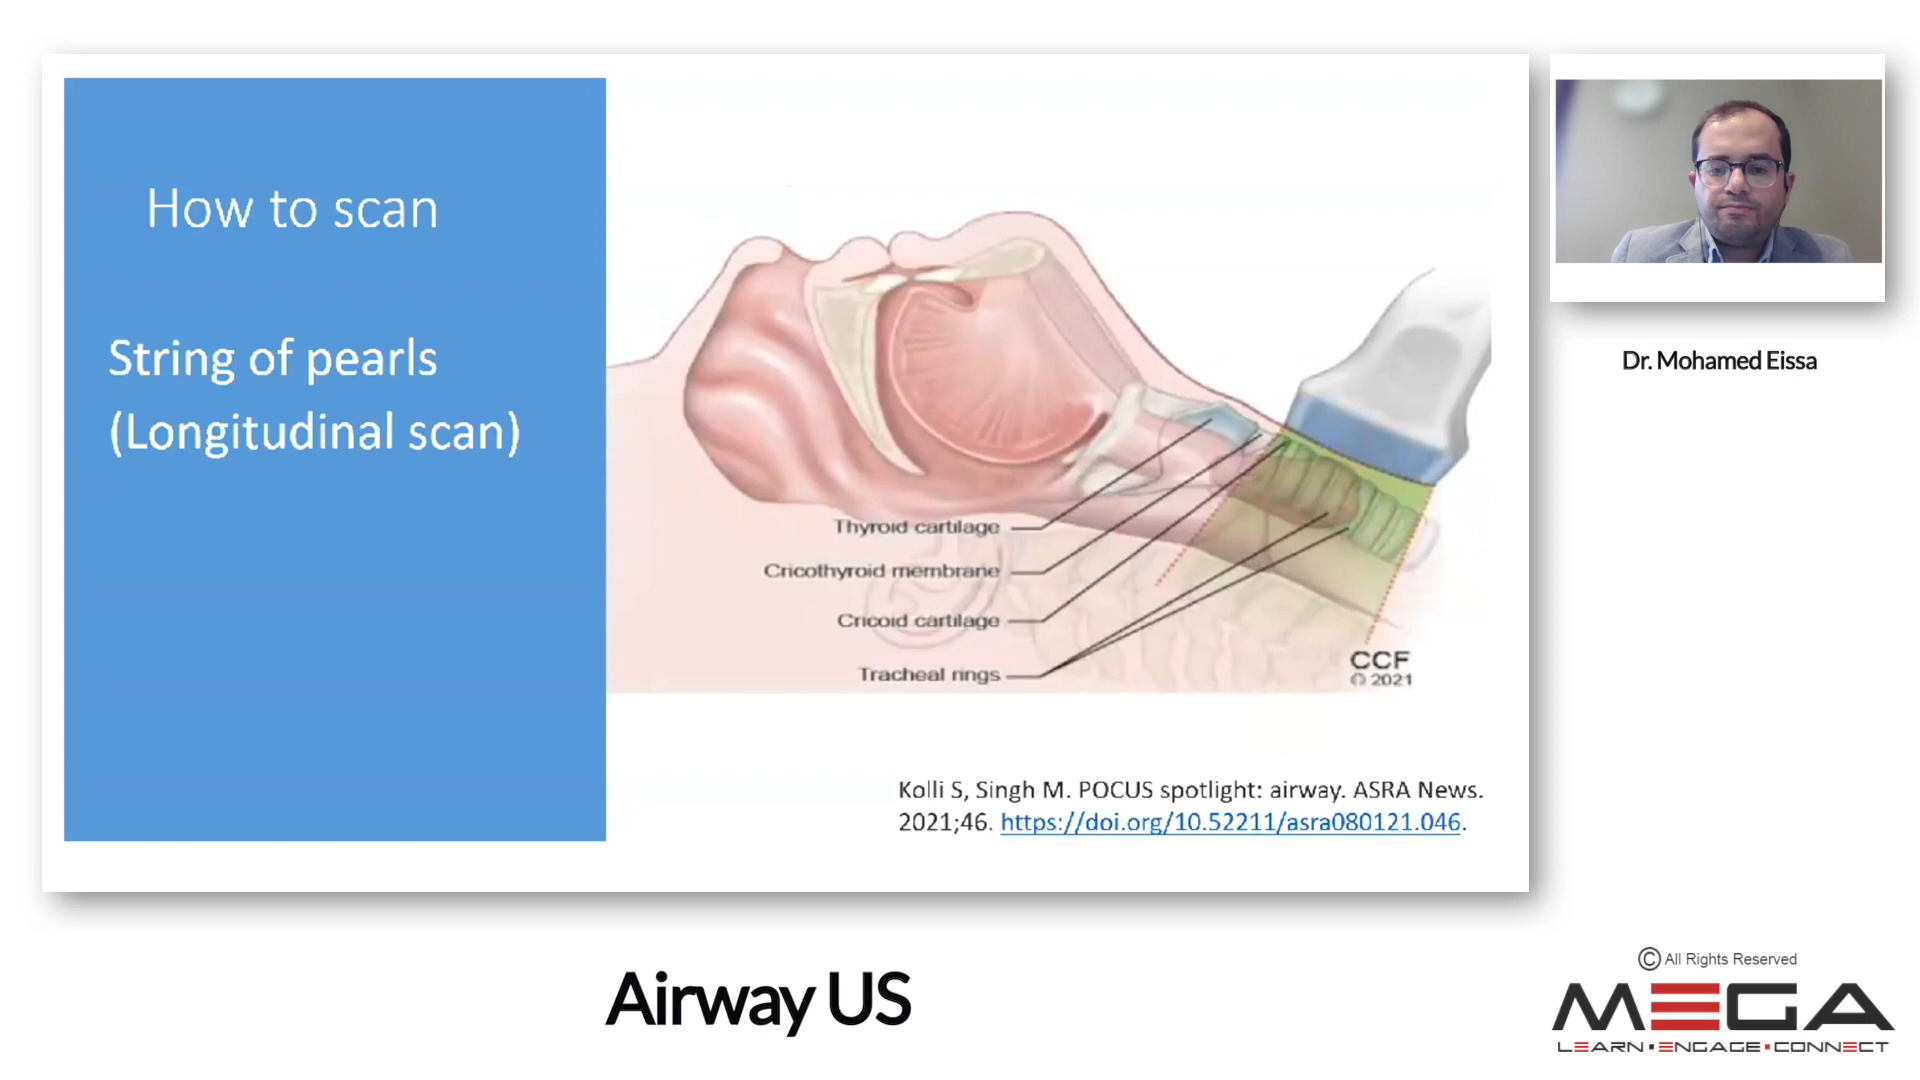 How to scan
String of pearls
(Longitudinal scan)
Thyroid cartilage
Cricothyroid membrane
Cricoid cartilage
Tracheal rings
CCF
© 2021
Kolli S, Singh M. POCUS spotlight: airway. ASRA News.
2021;46. https://doi.org/10.52211/asra080121.046.
Dr. Mohamed Eissa
Airway US
© All Rights Reserved
MEGA
LEARN▪ENGAGE▪CONNECT